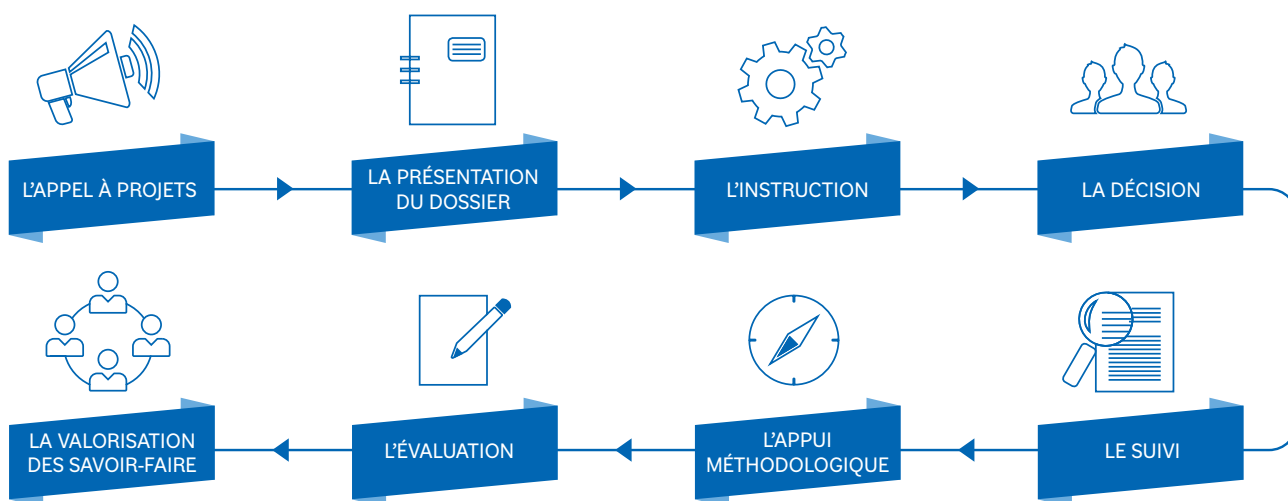 L'APPEL À PROJETS
LA PRÉSENTATION
DU DOSSIER
L'INSTRUCTION
LA DÉCISION
LE SUIVI
L'APPUI
MÉTHODOLOGIQUE
L'ÉVALUATION
LA VALORISATION
DES SAVOIR-FAIRE